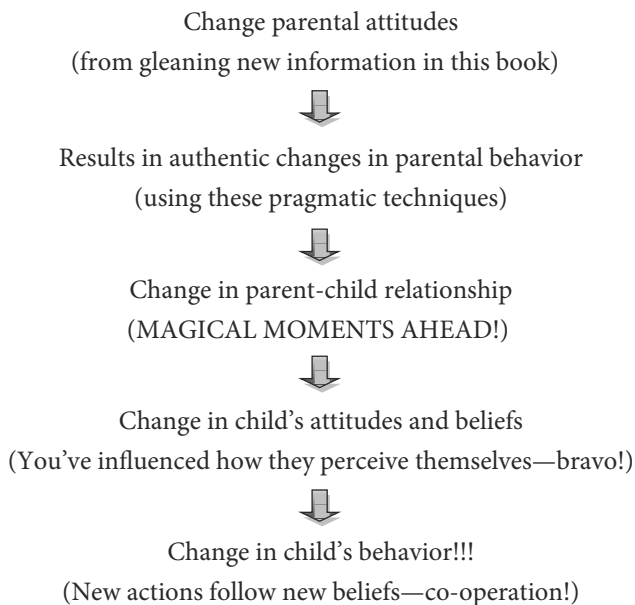 Change parental attitudes
(from gleaning new information in this book)
Results in authentic changes in parental behavior
(using these pragmatic techniques)
Change in parent-child relationship
(MAGICAL MOMENTS AHEAD!)
Change in child's attitudes and beliefs
(You've influenced how they perceive themselves—bravo!)
Change in child's behavior!!!
(New actions follow new beliefs—co-operation!)